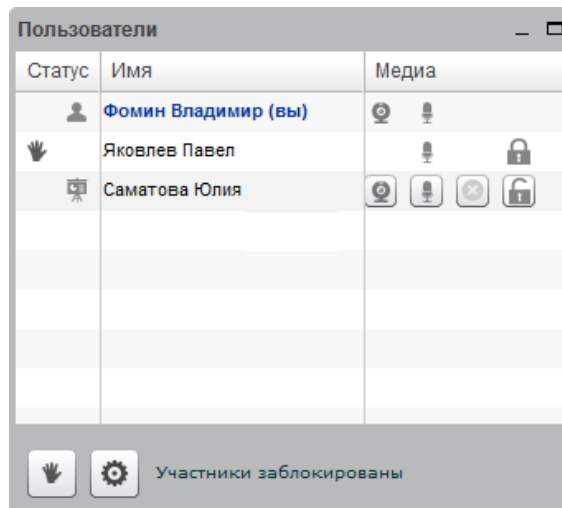 Пользователи
Статус Имя Медиа
Фомин Владимир (вы)
Яковлев Павел
Саматова Юлия
Участники заблокированы